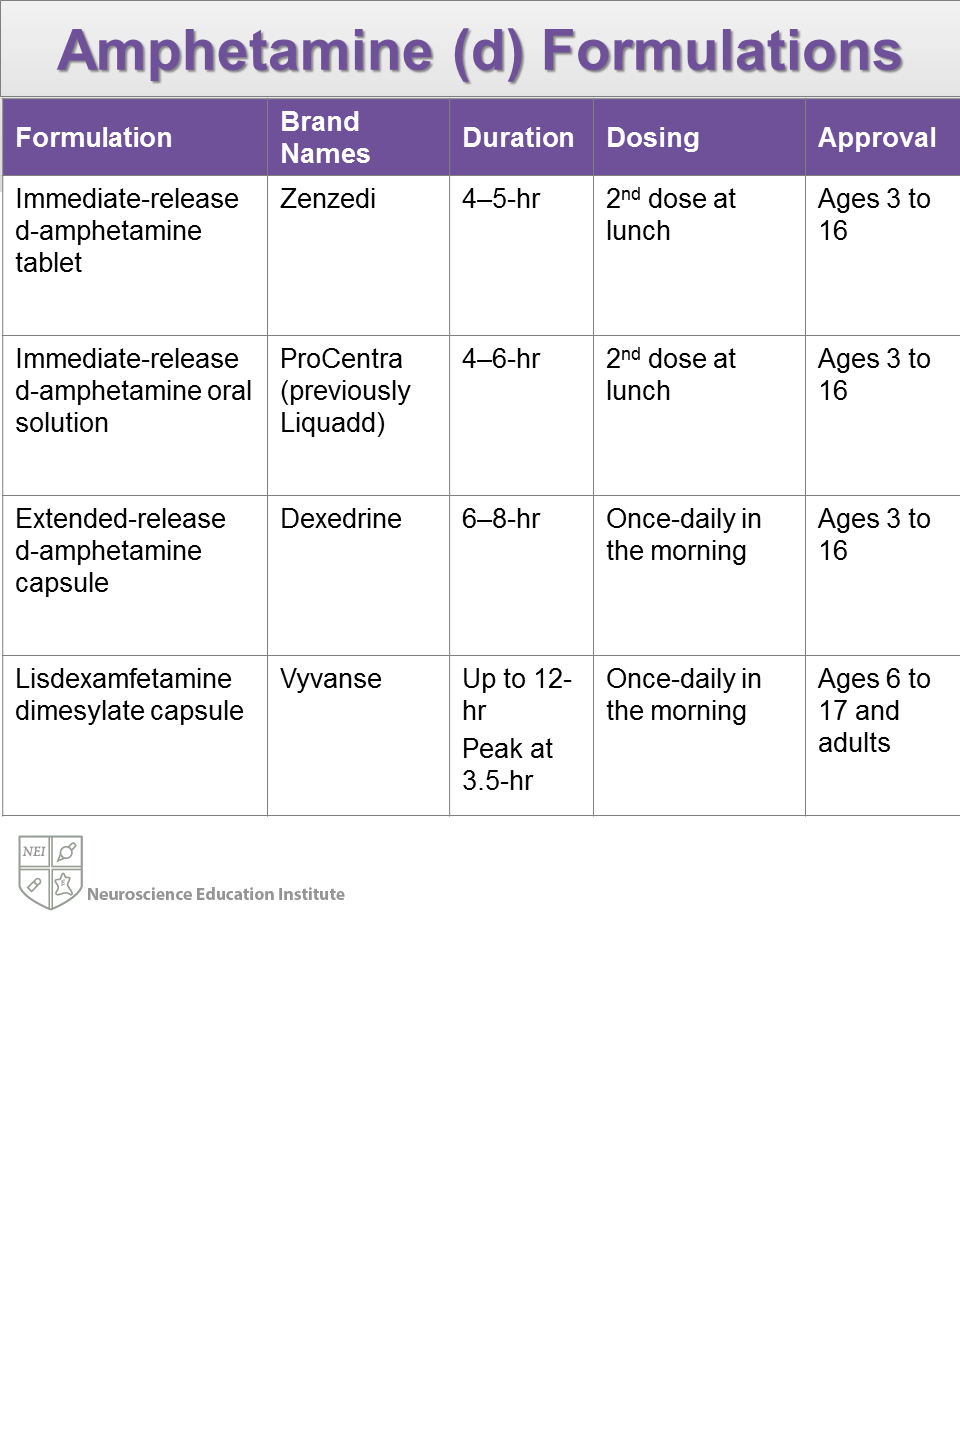 Amphetamine (d) Formulations
Formulation
Brand
Names
Duration
Dosing
Approval
Immediate-release
d-amphetamine
tablet
Zenzedi
4–5-hr
2nd dose at
lunch
Ages 3 to
16
Immediate-release
d-amphetamine oral
solution
ProCentra
(previously
Liquadd)
4–6-hr
2nd dose at
lunch
Ages 3 to
16
Extended-release
d-amphetamine
capsule
Dexedrine
6–8-hr
Once-daily in
the morning
Ages 3 to
16
Lisdexamfetamine
dimesylate capsule
Vyvanse
Up to 12-
hr
Peak at
3.5-hr
Once-daily in
the morning
Ages 6 to
17 and
adults
NEI
Neuroscience Education Institute